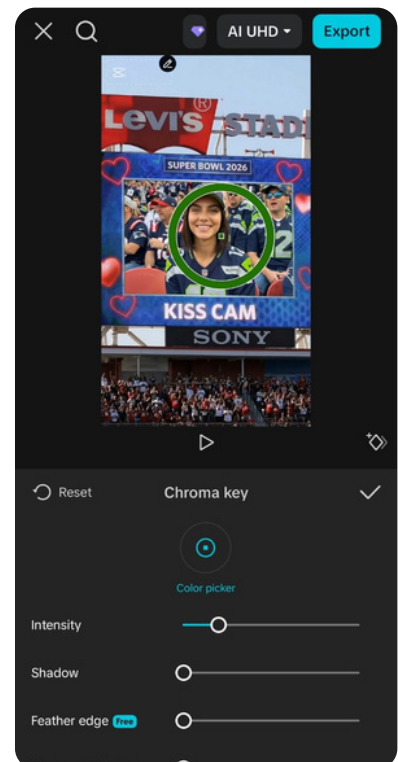 AI UHD
Export
LEVI'S® STADI
SUPER BOWL 2026
KISS CAM
SONY
Reset
Chroma key
Color picker
Intensity
Shadow
Feather edge Free